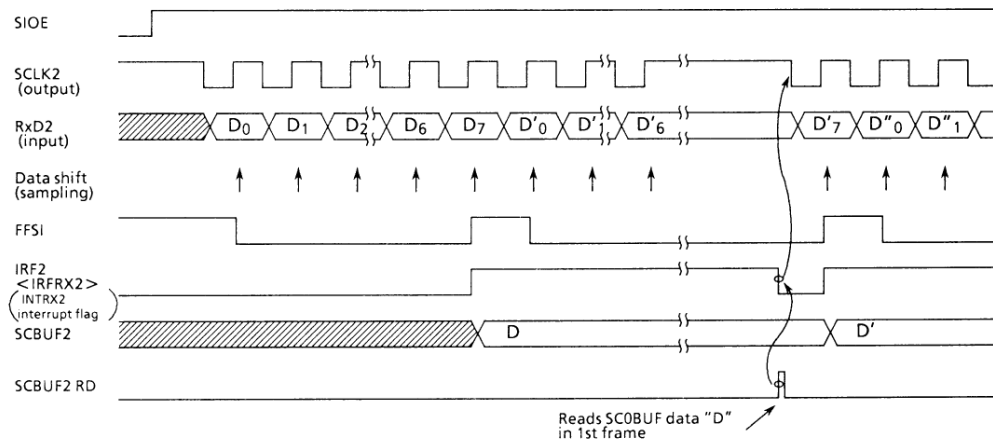 SIOE
SCLK2
(output)
RxD2
(input)
D0 D1 D2 D6 D7 D'0 D' D'6 D'7 D"0 D"1
Data shift
(sampling)
FFSI
IRF2
<IRFRX2>
INTRX2
interrupt flag
SCBUF2
D D'
SCBUF2 RD
Reads SC0BUF data "D"
in 1st frame